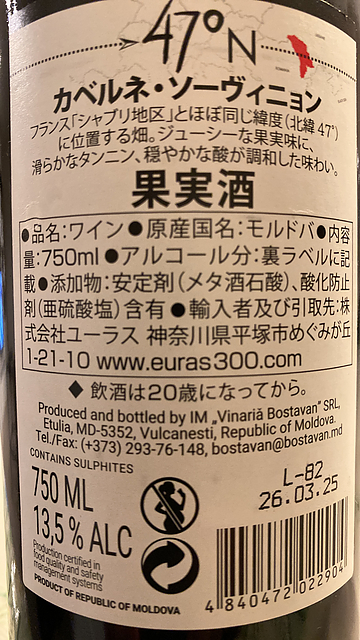 47°N
カベルネ・ソーヴィニョン
フランス「シャブリ地区」とほぼ同じ緯度(北緯47°)
に位置する畑。ジューシーな果実味に、
滑らかなタンニン、穏やかな酸が調和した味わい。
果実酒
●品名:ワイン●原産国名:モルドバ●内容
量:750ml●アルコール分:裏ラベルに記
載●添加物:安定剤(メタ酒石酸)、酸化防止
剤(亜硫酸塩)含有●輸入者及び引取先:株
式会社ユーラス 神奈川県平塚市めぐみが丘
1-21-10 www.euras300.com
◆ 飲酒は20歳になってから。
Produced and bottled by IM „Vinariă Bostavan" SRL,
Etulia, MD-5352, Vulcanesti, Republic of Moldova.
Tel./Fax: (+373) 293-76-148, bostavan@bostavan.md
CONTAINS SULPHITES
750 ML
13,5 % ALC
Production certified in
food quality and safety
management systems
PRODUCT OF REPUBLIC OF MOLDOVA
L-82
26.03.25
4 840472 022904